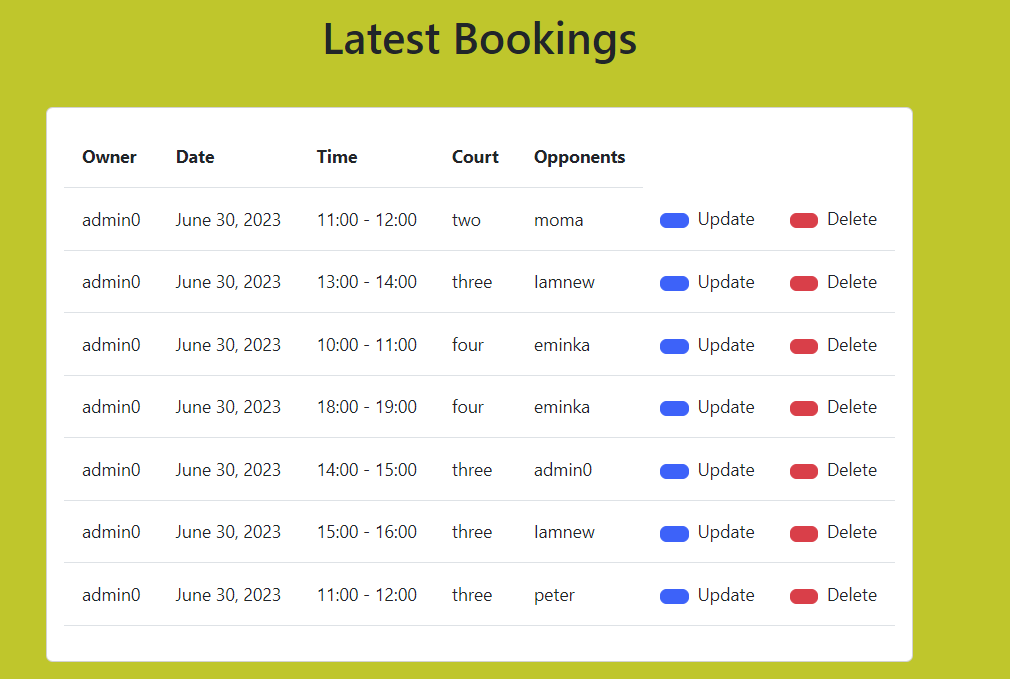 Latest Bookings
Owner Date Time Court Opponents
admin0 June 30, 2023 11:00 - 12:00 two moma Update Delete
admin0 June 30, 2023 13:00 - 14:00 three Iamnew Update Delete
admin0 June 30, 2023 10:00 - 11:00 four eminka Update Delete
admin0 June 30, 2023 18:00 - 19:00 four eminka Update Delete
admin0 June 30, 2023 14:00 - 15:00 three admin0 Update Delete
admin0 June 30, 2023 15:00 - 16:00 three Iamnew Update Delete
admin0 June 30, 2023 11:00 - 12:00 three peter Update Delete